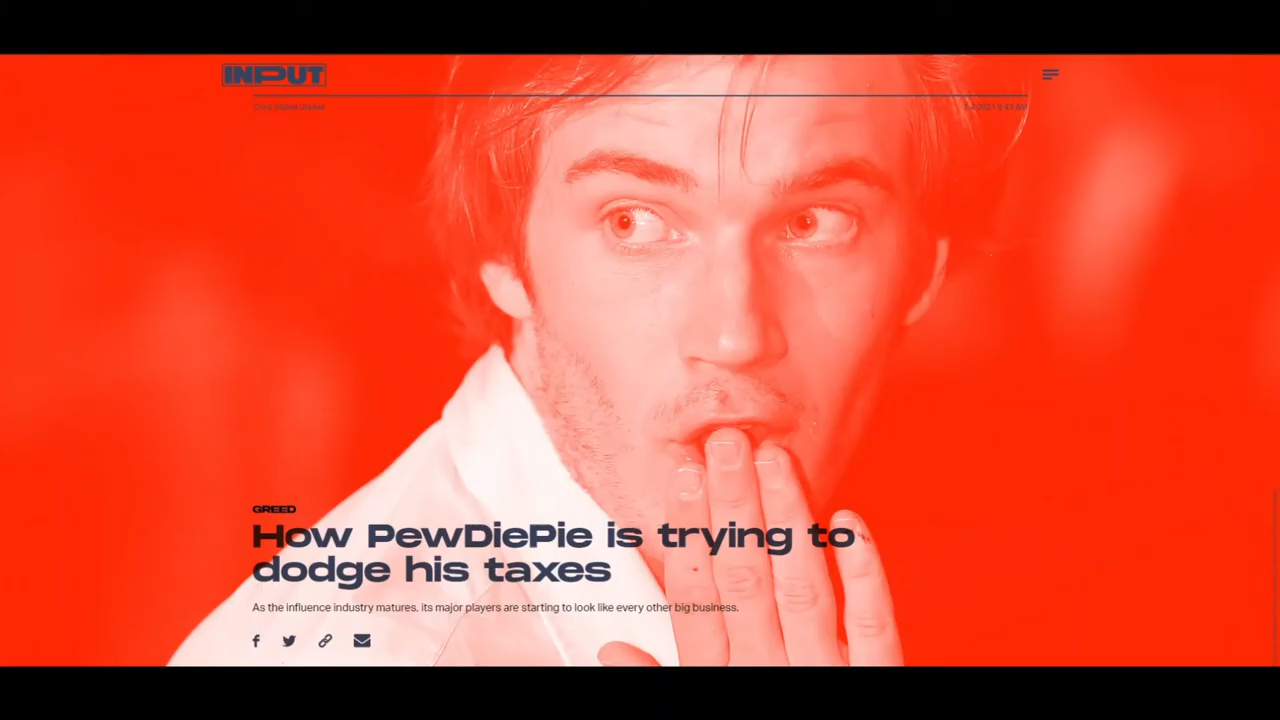 INPUT
GREED
How PewDiePie is trying to
dodge his taxes
As the influence industry matures, its major players are starting to look like every other big business.